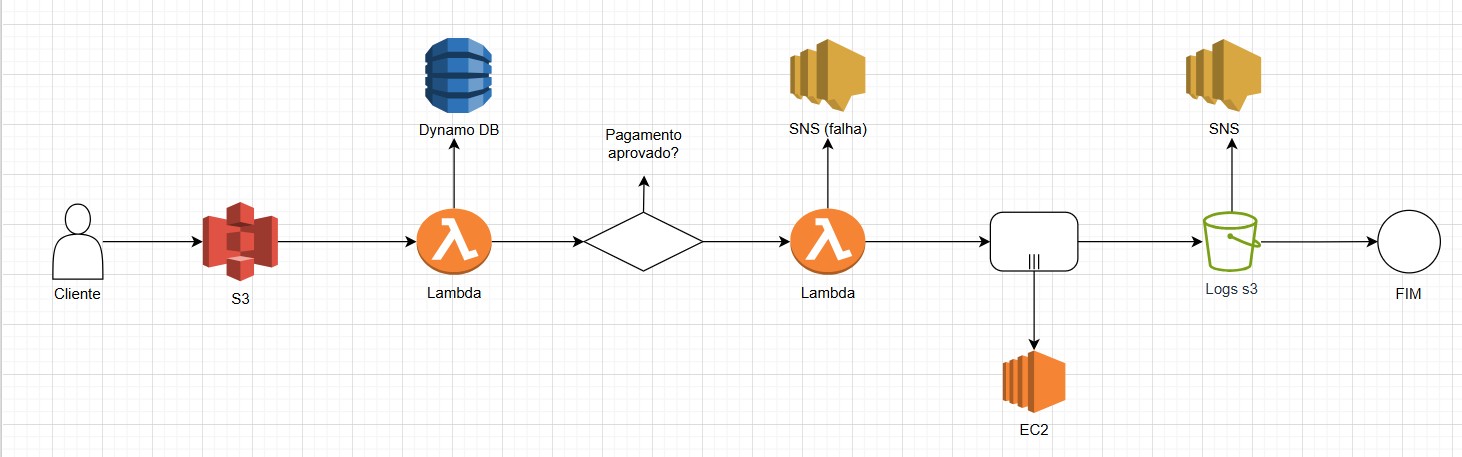 Dynamo DB
Pagamento
aprovado?
SNS (falha)
SNS
Cliente
S3
Lambda
Lambda
Logs s3
FIM
EC2